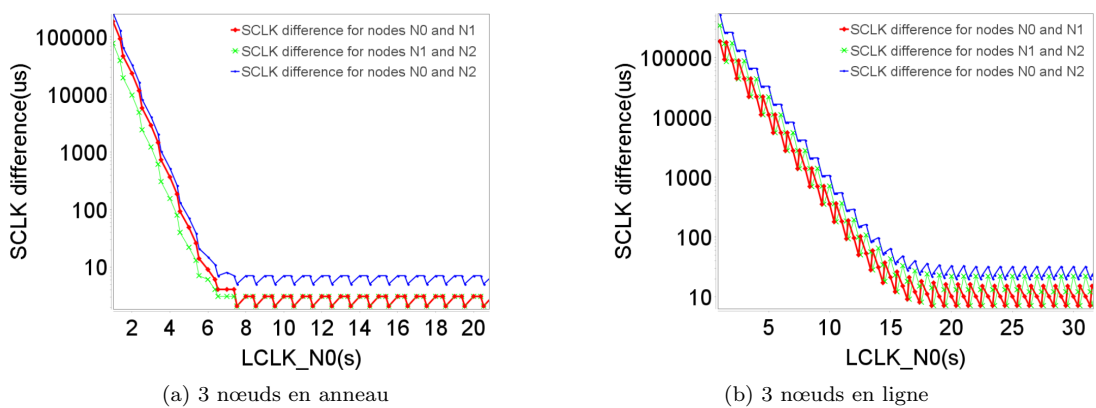 SCLK difference(us)
100000
10000
1000
100
10
SCLK difference for nodes N0 and N1
SCLK difference for nodes N1 and N2
SCLK difference for nodes N0 and N2
2 4 6 8 10 12 14 16 18 20
LCLK_N0(s)
(a) 3 nœuds en anneau
SCLK difference(us)
100000
10000
1000
100
10
SCLK difference for nodes N0 and N1
SCLK difference for nodes N1 and N2
SCLK difference for nodes N0 and N2
5 10 15 20 25 30
LCLK_N0(s)
(b) 3 nœuds en ligne